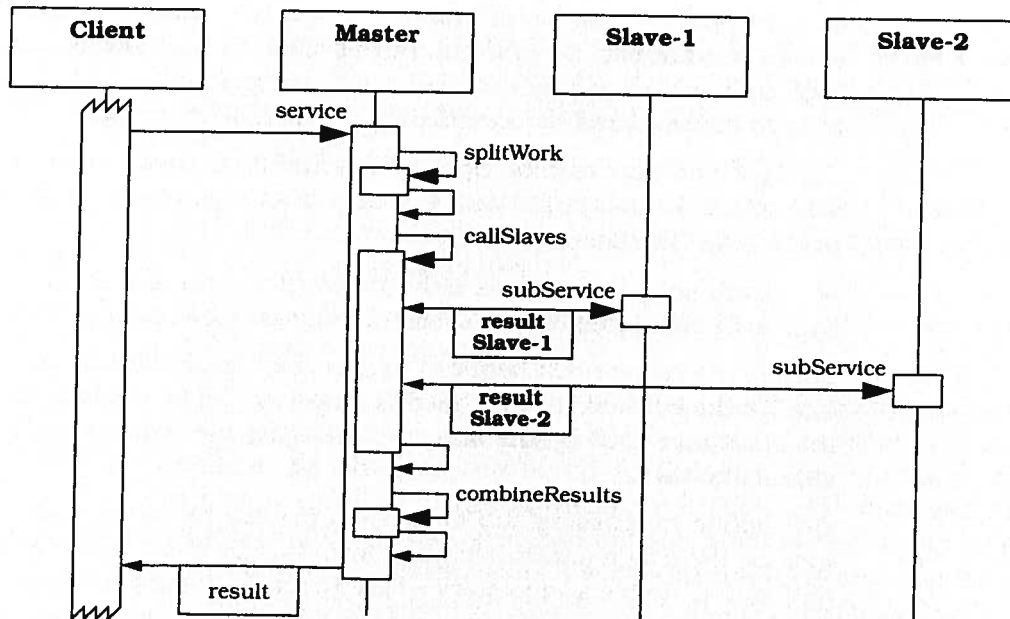 Client
Master
Slave-1
Slave-2
service
splitWork
callSlaves
subService
result
Slave-1
subService
result
Slave-2
combineResults
result